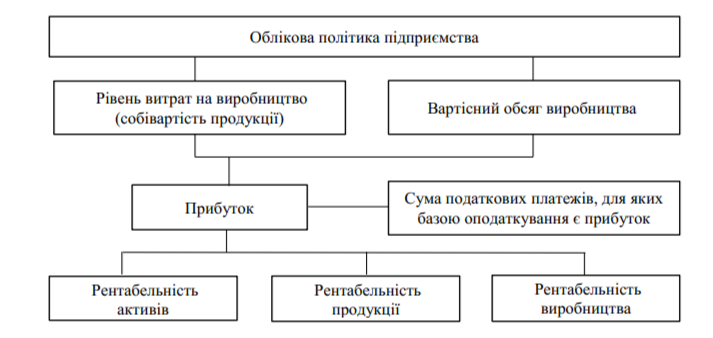 Облікова політика підприємства
Рівень витрат на виробництво
(собівартість продукції)
Вартісний обсяг виробництва
Прибуток
Сума податкових платежів, для яких
базою оподаткування є прибуток
Рентабельність
активів
Рентабельність
продукції
Рентабельність
виробництва